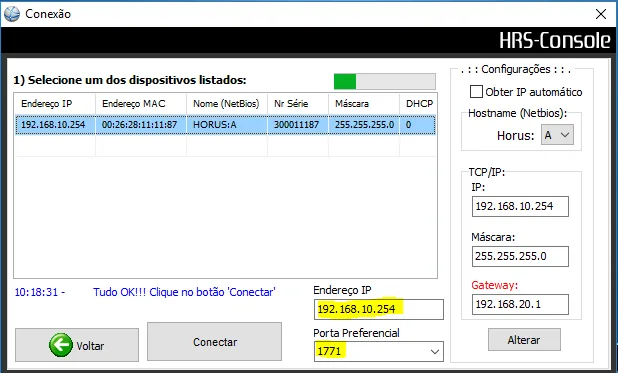 Conexão
HRS-Console
1) Selecione um dos dispositivos listados:
Endereço IP Endereço MAC Nome (NetBios) Nr Série Máscara DHCP
192.168.10.254 00:26:28:11:11:87 HORUS:A 300011187 255.255.255.0 0
10:18:31 - Tudo OK!!! Clique no botão 'Conectar'
Endereço IP
192.168.10.254
Porta Preferencial
1771
Voltar
Conectar
. : : Configurações : : .
Obter IP automático
Hostname (Netbios):
Horus: A
TCP/IP:
IP:
192.168.10.254
Máscara:
255.255.255.0
Gateway:
192.168.20.1
Alterar